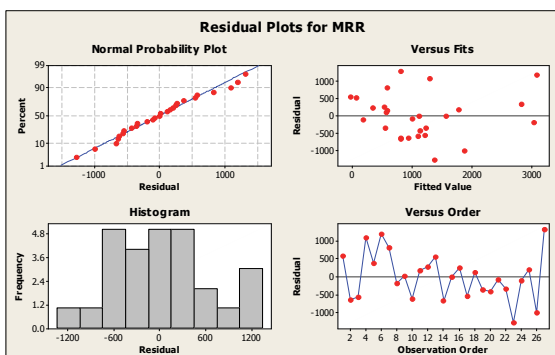 Residual Plots for MRR
Normal Probability Plot
Versus Fits
99
90
50
10
1
Percent
-1000 0 1000
Residual
1000
500
0
-500
-1000
Residual
0 1000 2000 3000
Fitted Value
Histogram
Versus Order
4.8
3.6
2.4
1.2
0.0
Frequency
-1200 -600 0 600 1200
Residual
1000
500
0
-500
-1000
Residual
2 4 6 8 10 12 14 16 18 20 22 24 26
Observation Order